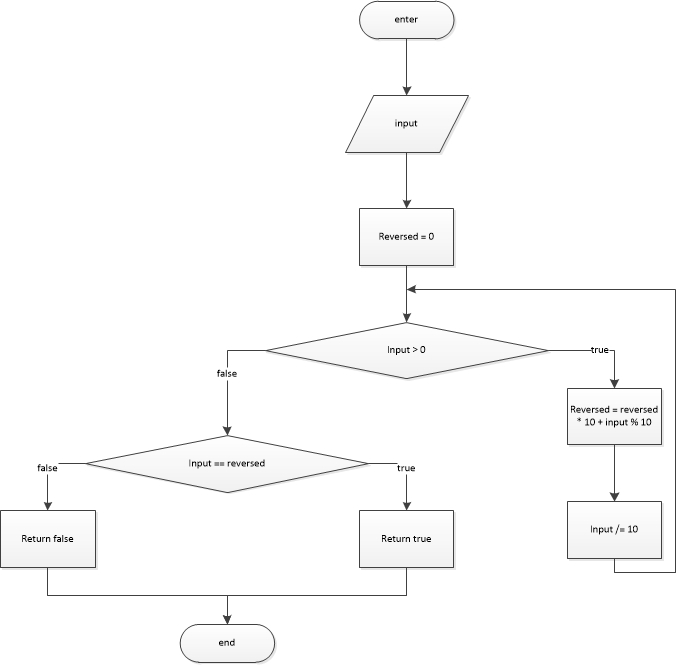 enter
input
Reversed = 0
Input > 0
true
false
Reversed = reversed
* 10 + input % 10
Input == reversed
false
true
Return false
Return true
Input /= 10
end